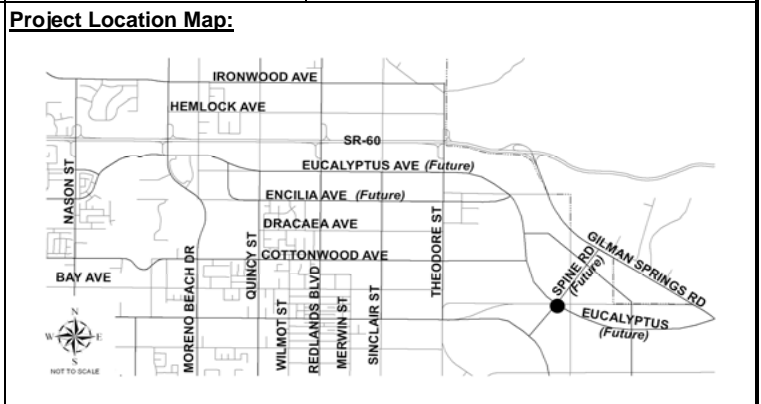 Project Location Map:
IRONWOOD AVE
HEMLOCK AVE
SR-60
EUCALYPTUS AVE (Future)
NASON ST
ENCILIA AVE (Future)
DRACAEA AVE
COTTONWOOD AVE
BAY AVE
MORENO BEACH DR
QUINCY ST
WILMOT ST
REDLANDS BLVD
MERWIN ST
SINCLAIR ST
THEODORE ST
GILMAN SPRINGS RD
SPINE RD
(Future)
EUCALYPTUS
(Future)
N
W
E
S
NOT TO SCALE